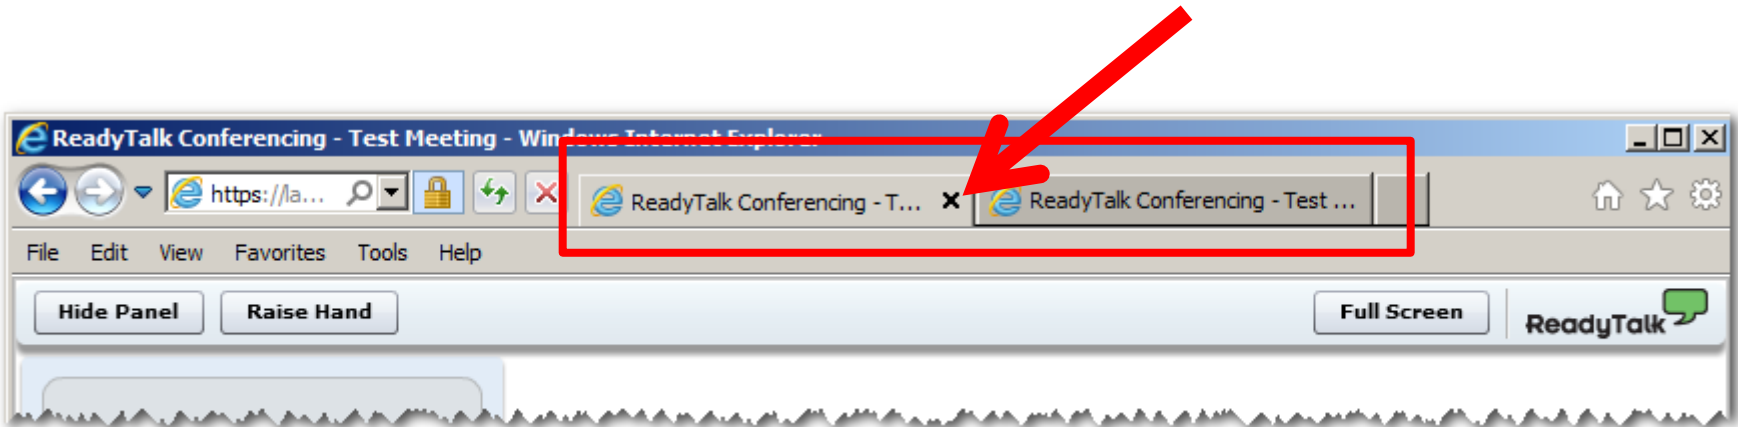 ReadyTalk Conferencing - Test Meeting - Windows Internet Explorer
https://la...
ReadyTalk Conferencing - T...
ReadyTalk Conferencing - Test ...
File Edit View Favorites Tools Help
Hide Panel
Raise Hand
Full Screen
ReadyTalk